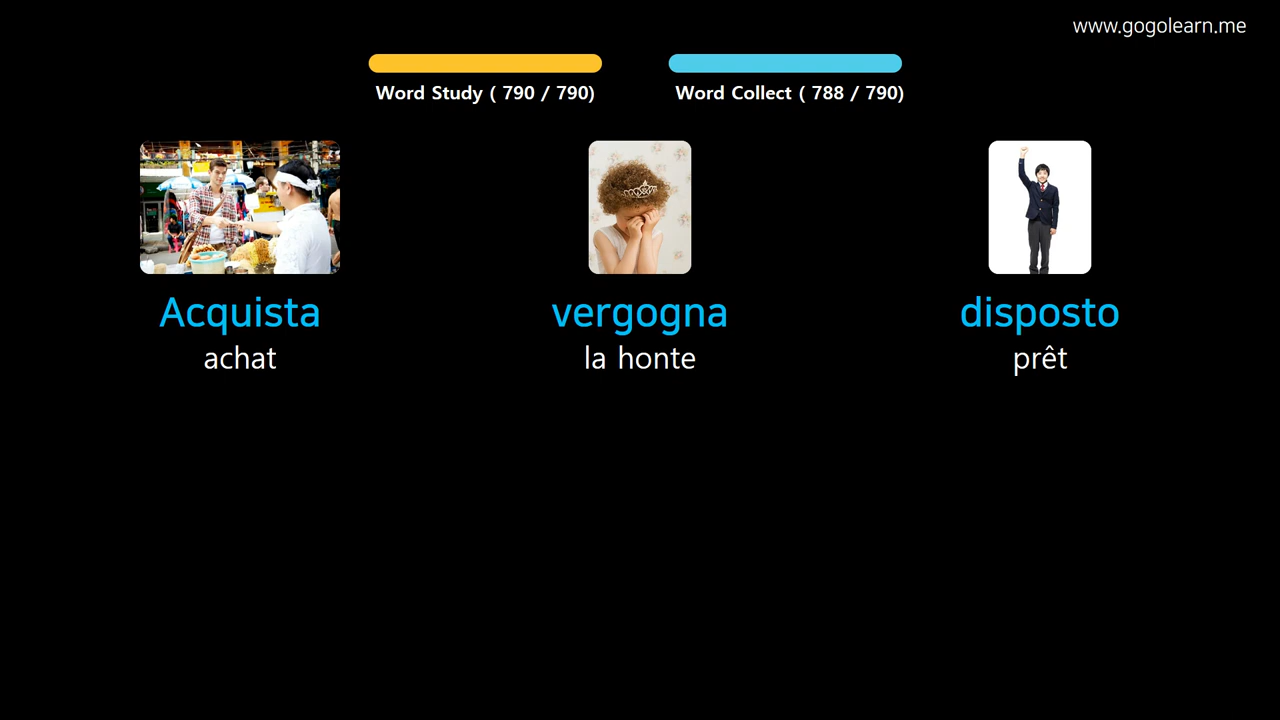 www.gogolearn.me
Word Study ( 790 / 790)
Word Collect ( 788 / 790)
Acquista
achat
vergogna
la honte
disposto
prêt